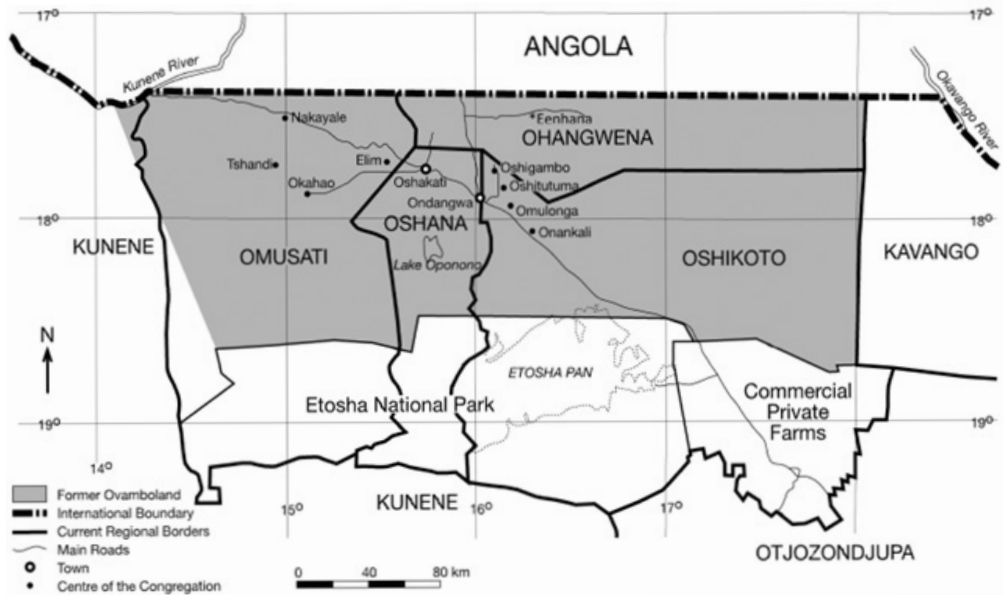 17°
17°
ANGOLA
Kunene River
Okavango River
Nakayale
Eenhana
OHANGWENA
Tshandi
Elim
Oshigambo
Okahao
Oshakati
Oshitutuma
Ondangwa
Omulonga
18°
OSHANA
Onankali
18°
KUNENE
OMUSATI
Lake Oponono
OSHIKOTO
KAVANGO
N
ETOSHA PAN
Etosha National Park
Commercial
Private
Farms
19°
19°
14°
15°
16°
17°
KUNENE
OTJOZONDJUPA
Former Ovamboland
International Boundary
Current Regional Borders
Main Roads
Town
Centre of the Congregation
0 40 80 km